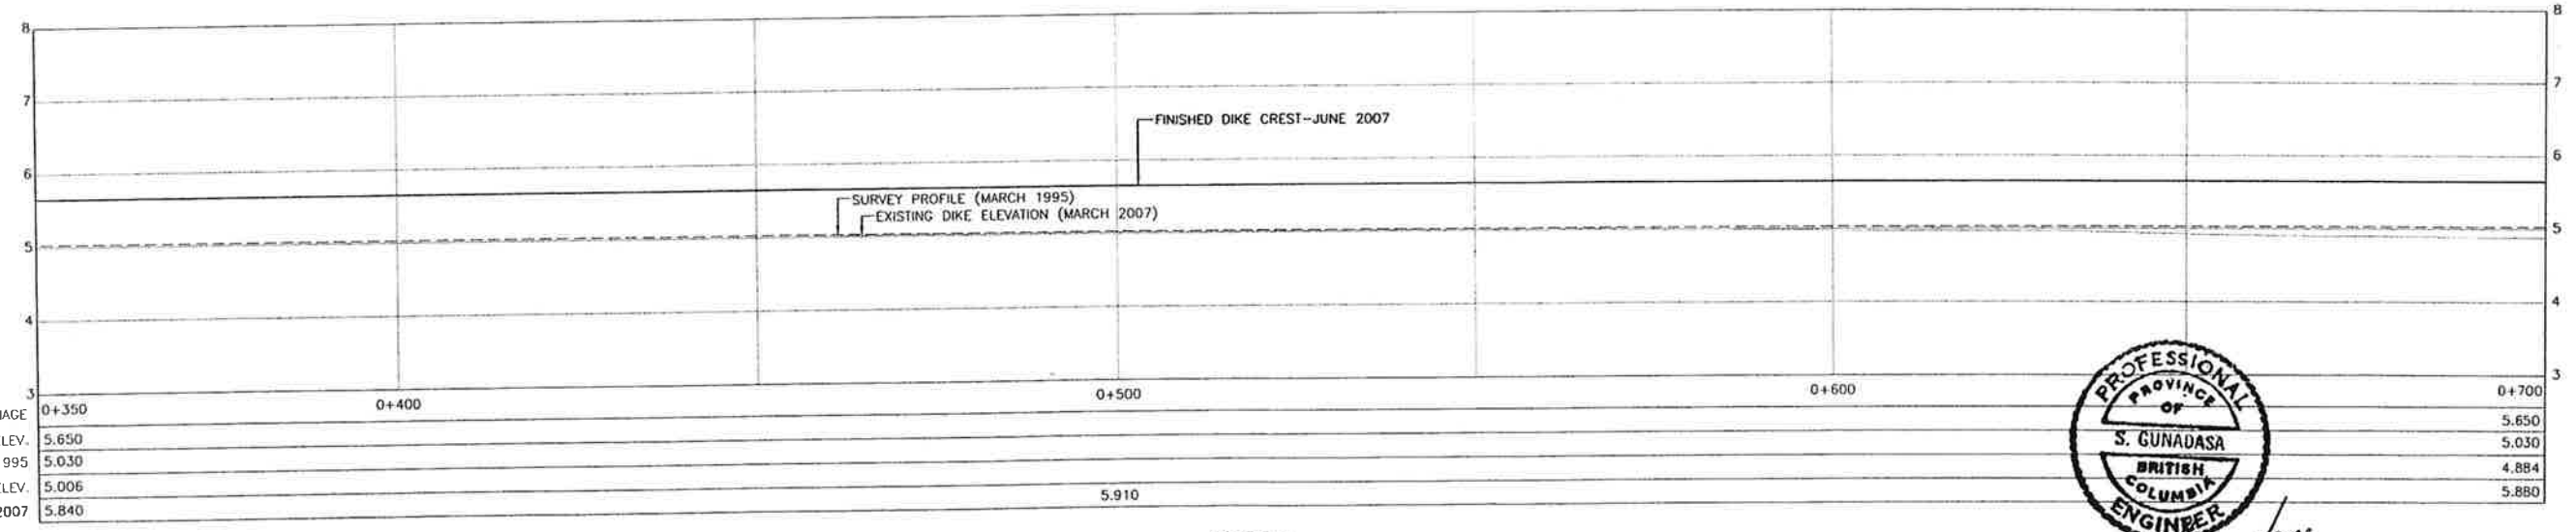 8
8
7
7
FINISHED DIKE CREST--JUNE 2007
6
6
SURVEY PROFILE (MARCH 1995)
EXISTING DIKE ELEVATION (MARCH 2007)
5
5
4
4
3
3
0+350
0+400
0+500
0+600
0+700
5.650
5.650
LEV.
5.030
5.030
995
5.006
4.884
LEV.
5.840
5.910
5.880
2007
PROFESSIONAL
PROVINCE
OF
S. GUNADASA
BRITISH
COLUMBIA
ENGINEER